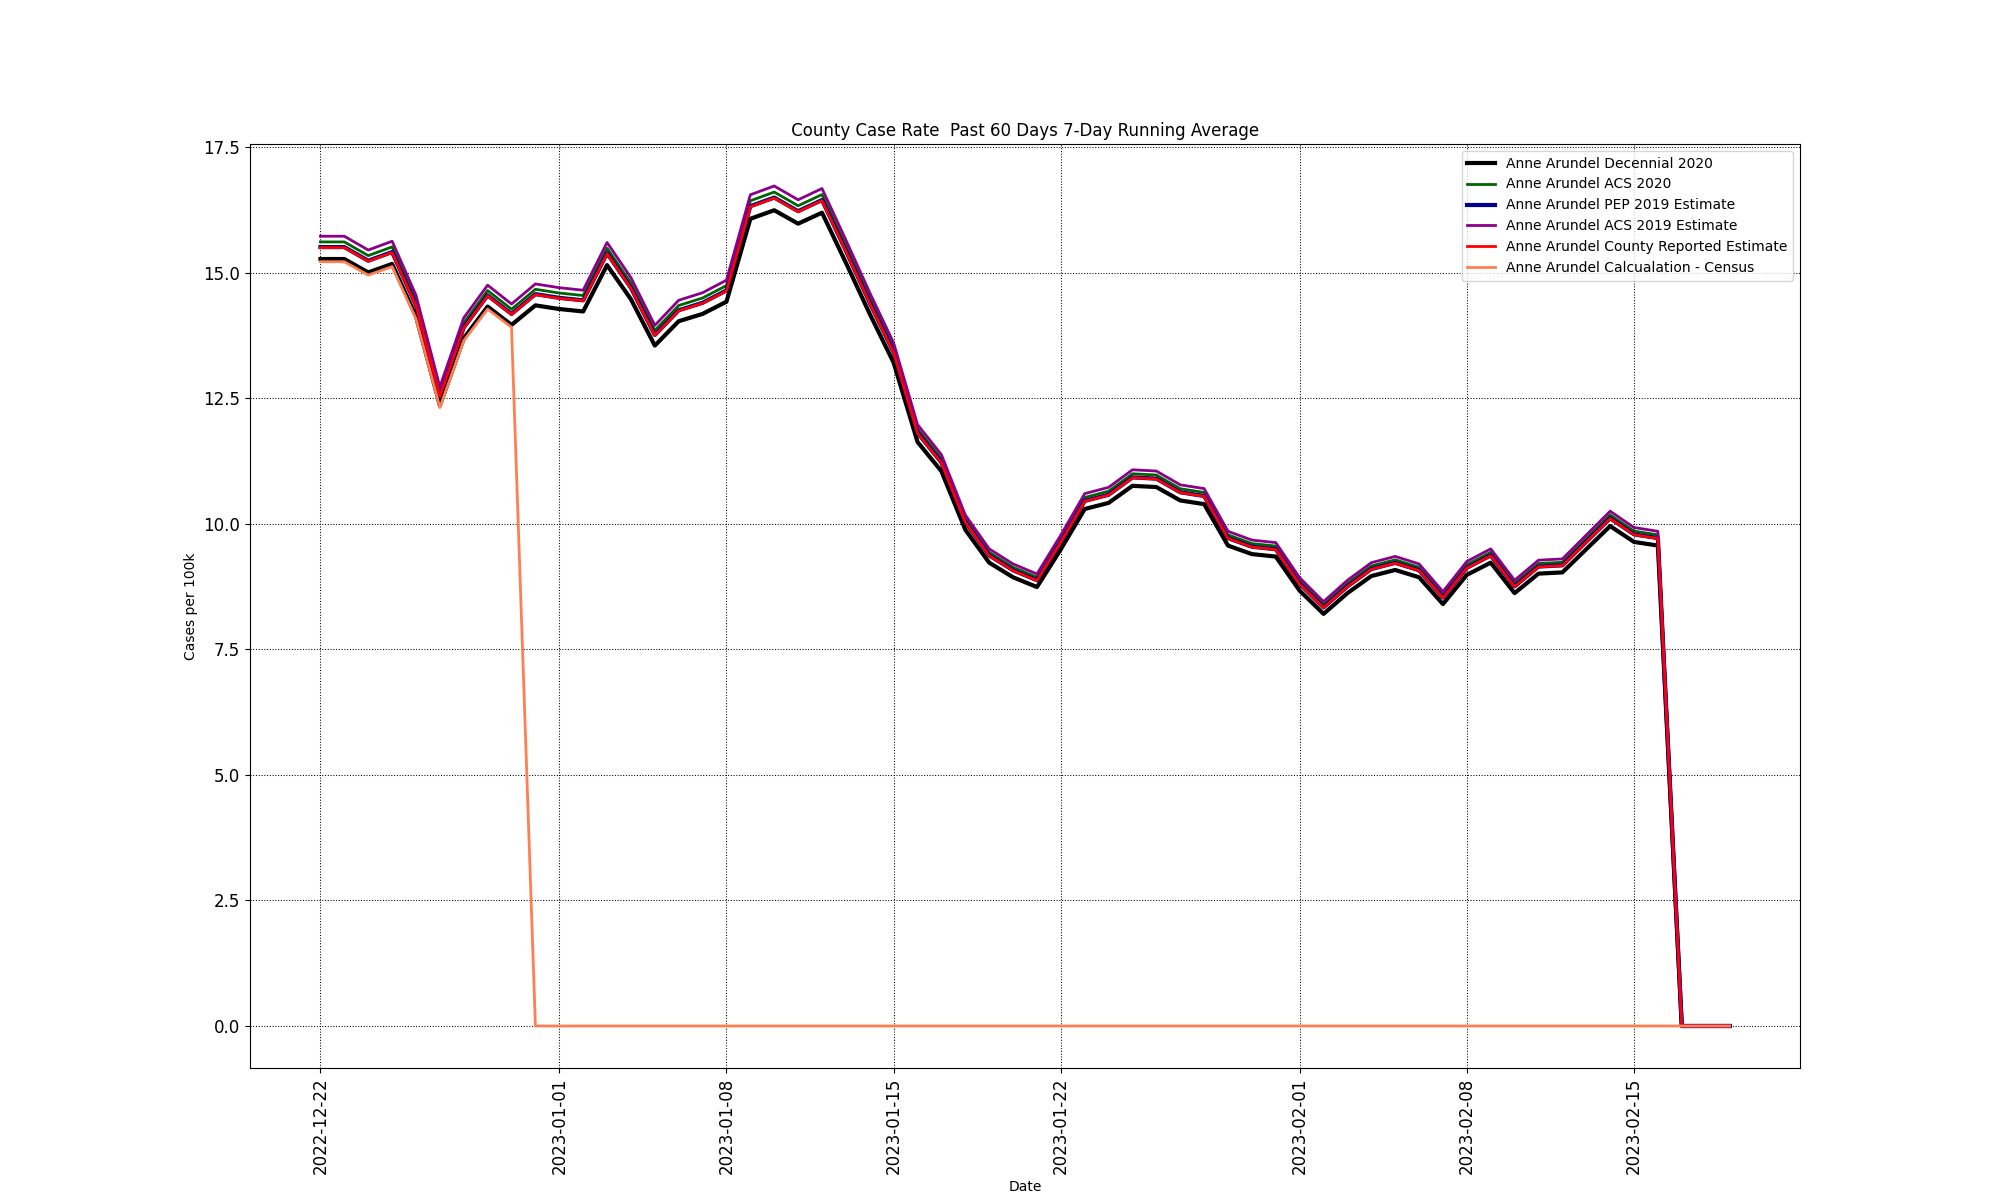 County Case Rate  Past 60 Days 7-Day Running Average
Anne Arundel Decennial 2020
Anne Arundel ACS 2020
Anne Arundel PEP 2019 Estimate
Anne Arundel ACS 2019 Estimate
Anne Arundel County Reported Estimate
Anne Arundel Calcualation - Census
Cases per 100k
17.5
15.0
12.5
10.0
7.5
5.0
2.5
0.0
2022-12-22
2023-01-01
2023-01-08
2023-01-15
2023-01-22
2023-02-01
2023-02-08
2023-02-15
Date